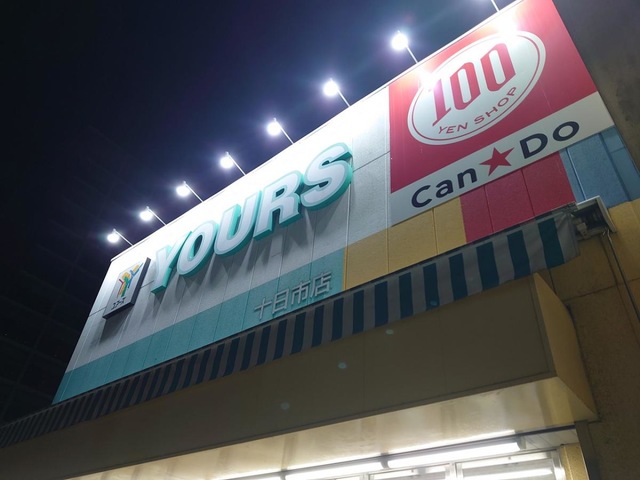 YOURS
十日市店
100
YEN SHOP
Can★Do